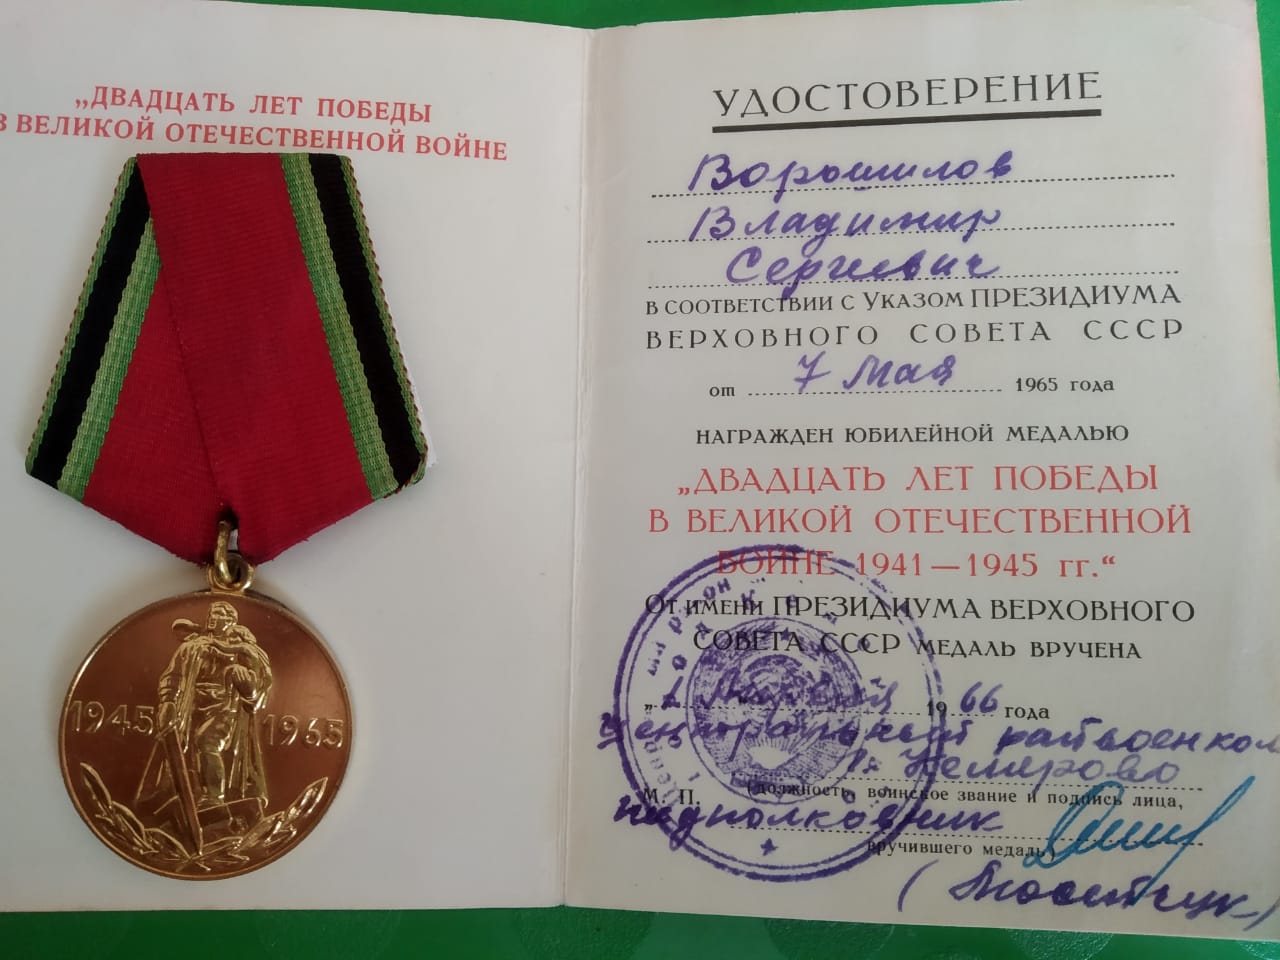 „ДВАДЦАТЬ ЛЕТ ПОБЕДЫ
В ВЕЛИКОЙ ОТЕЧЕСТВЕННОЙ ВОЙНЕ
1945 1965
УДОСТОВЕРЕНИЕ
Ворошилов
Владимир
Сергеевич
В СООТВЕТСТВИИ С УКАЗОМ ПРЕЗИДИУМА
ВЕРХОВНОГО СОВЕТА СССР
от 7 Мая 1965 года
НАГРАЖДЕН ЮБИЛЕЙНОЙ МЕДАЛЬЮ
„ДВАДЦАТЬ ЛЕТ ПОБЕДЫ
В ВЕЛИКОЙ ОТЕЧЕСТВЕННОЙ
ВОЙНЕ 1941—1945 гг.“
От имени ПРЕЗИДИУМА ВЕРХОВНОГО
СОВЕТА СССР МЕДАЛЬ ВРУЧЕНА
1966 года
Центральный райвоенком
г. Кемерово
М. П. (должность, воинское звание и подпись лица,
подполковник
вручившего медаль)